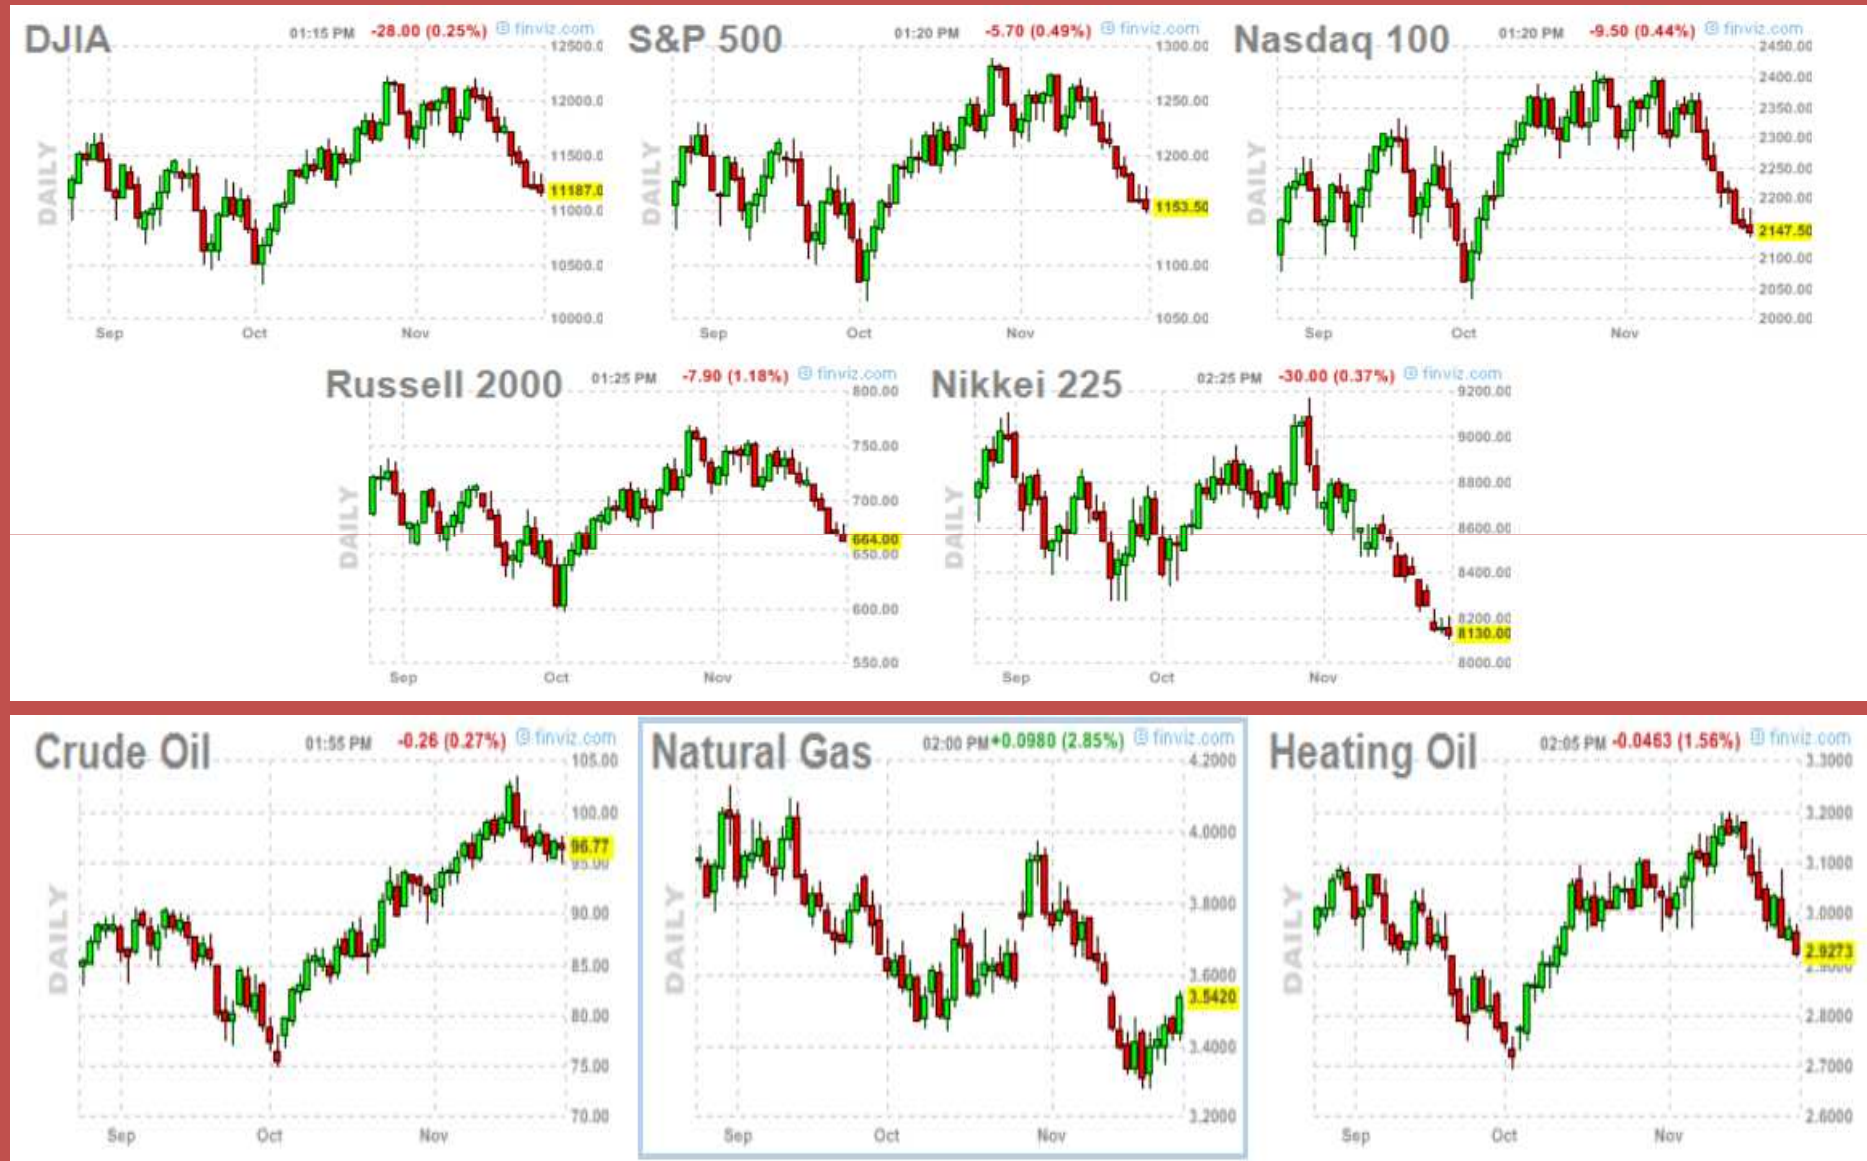 DJIA 01:15 PM -28.00 (0.25%) finviz.com
12500.0
12000.0
11500.0
11187.0
11000.0
10500.0
10000.0
DAILY
Sep Oct Nov
S&P 500 01:20 PM -5.70 (0.49%) finviz.com
1300.00
1250.00
1200.00
1153.50
1100.00
1050.00
DAILY
Sep Oct Nov
Nasdaq 100 01:20 PM -9.50 (0.44%) finviz.com
2450.00
2400.00
2350.00
2300.00
2250.00
2200.00
2147.50
2100.00
2050.00
2000.00
DAILY
Sep Oct Nov
Russell 2000 01:25 PM -7.90 (1.18%) finviz.com
800.00
750.00
700.00
664.00
650.00
600.00
550.00
DAILY
Sep Oct Nov
Nikkei 225 02:25 PM -30.00 (0.37%) finviz.com
9200.00
9000.00
8800.00
8600.00
8400.00
8200.00
8130.00
8000.00
DAILY
Sep Oct Nov
Crude Oil 01:55 PM -0.26 (0.27%) finviz.com
105.00
100.00
96.77
95.00
90.00
85.00
80.00
75.00
70.00
DAILY
Sep Oct Nov
Natural Gas 02:00 PM +0.0980 (2.85%) finviz.com
4.2000
4.0000
3.8000
3.6000
3.5420
3.4000
3.2000
DAILY
Sep Oct Nov
Heating Oil 02:05 PM -0.0463 (1.56%) finviz.com
3.3000
3.2000
3.1000
3.0000
2.9273
2.9000
2.8000
2.7000
2.6000
DAILY
Sep Oct Nov